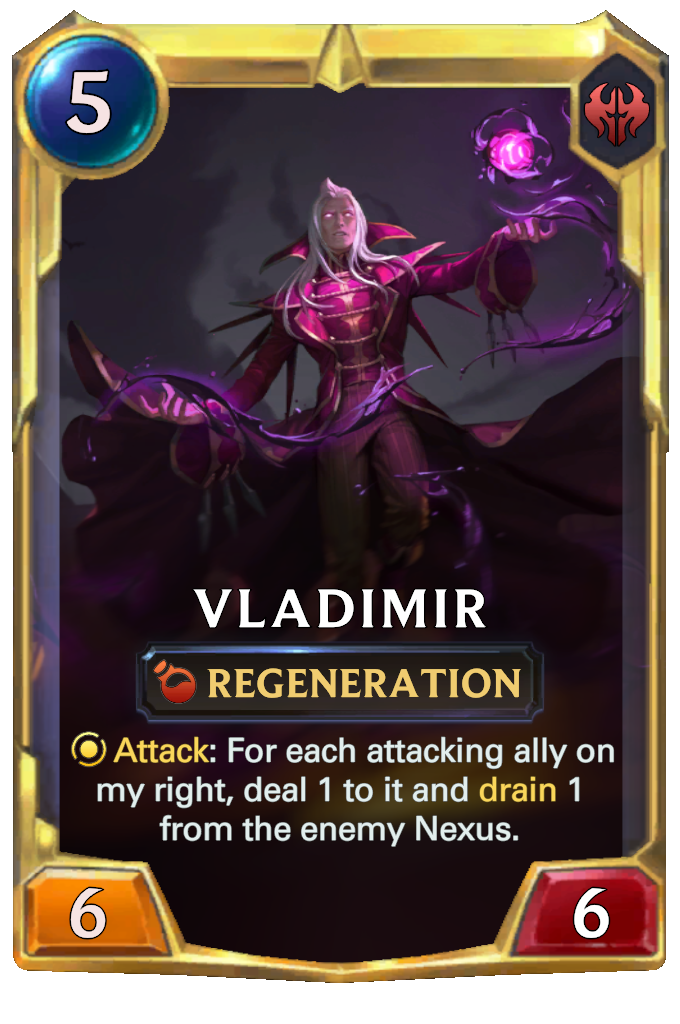 5
VLADIMIR
REGENERATION
Attack: For each attacking ally on
my right, deal 1 to it and drain 1
from the enemy Nexus.
6 6